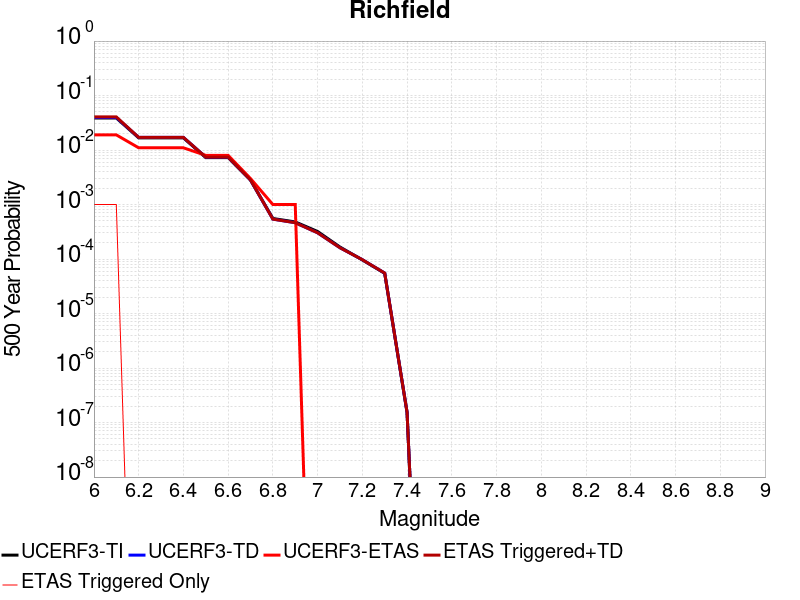 Richfield
10^0
10^-1
10^-2
10^-3
10^-4
10^-5
10^-6
10^-7
10^-8
500 Year Probability
6 6.2 6.4 6.6 6.8 7 7.2 7.4 7.6 7.8 8 8.2 8.4 8.6 8.8 9
Magnitude
UCERF3-TI UCERF3-TD UCERF3-ETAS ETAS Triggered+TD
ETAS Triggered Only